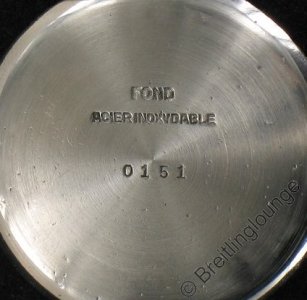 FOND
ACIER INOXYDABLE
0151
© Breitlinglounge